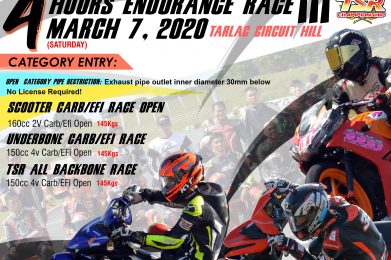 4 HOURS ENDURANCE RACE III
MARCH 7, 2020 TARLAC CIRCUIT HILL
(SATURDAY)
TSR
CATEGORY ENTRY:
OPEN CATEGORY PIPE RESTRICTION: Exhaust pipe outlet inner diameter 30mm below
No License Required!
SCOOTER CARB/EFI RACE OPEN
160cc 2V Carb/Efi Open 145Kgs
UNDERBONE CARB/EFI RACE
150cc 4v Carb/EFI Open 145Kgs
TSR ALL BACKBONE RACE
150cc 4v Carb/EFI Open 145Kgs